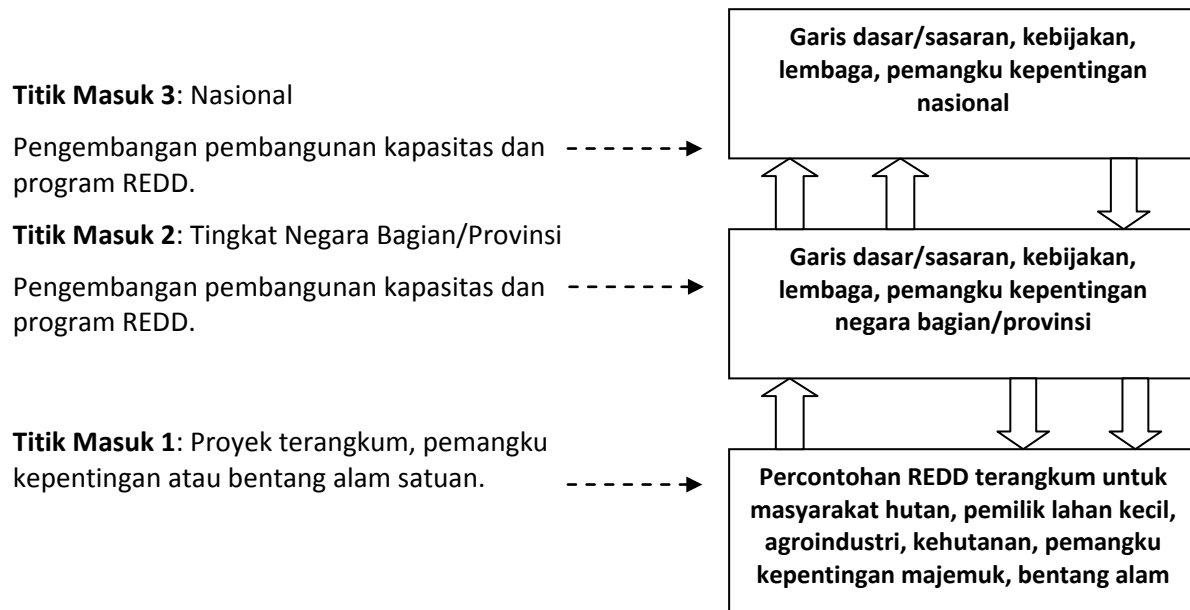 Garis dasar/sasaran, kebijakan,
lembaga, pemangku kepentingan
nasional
Titik Masuk 3: Nasional
Pengembangan pembangunan kapasitas dan
program REDD.
Titik Masuk 2: Tingkat Negara Bagian/Provinsi
Pengembangan pembangunan kapasitas dan
program REDD.
Garis dasar/sasaran, kebijakan,
lembaga, pemangku kepentingan
negara bagian/provinsi
Titik Masuk 1: Proyek terangkum, pemangku
kepentingan atau bentang alam satuan.
Percontohan REDD terangkum untuk
masyarakat hutan, pemilik lahan kecil,
agroindustri, kehutanan, pemangku
kepentingan majemuk, bentang alam